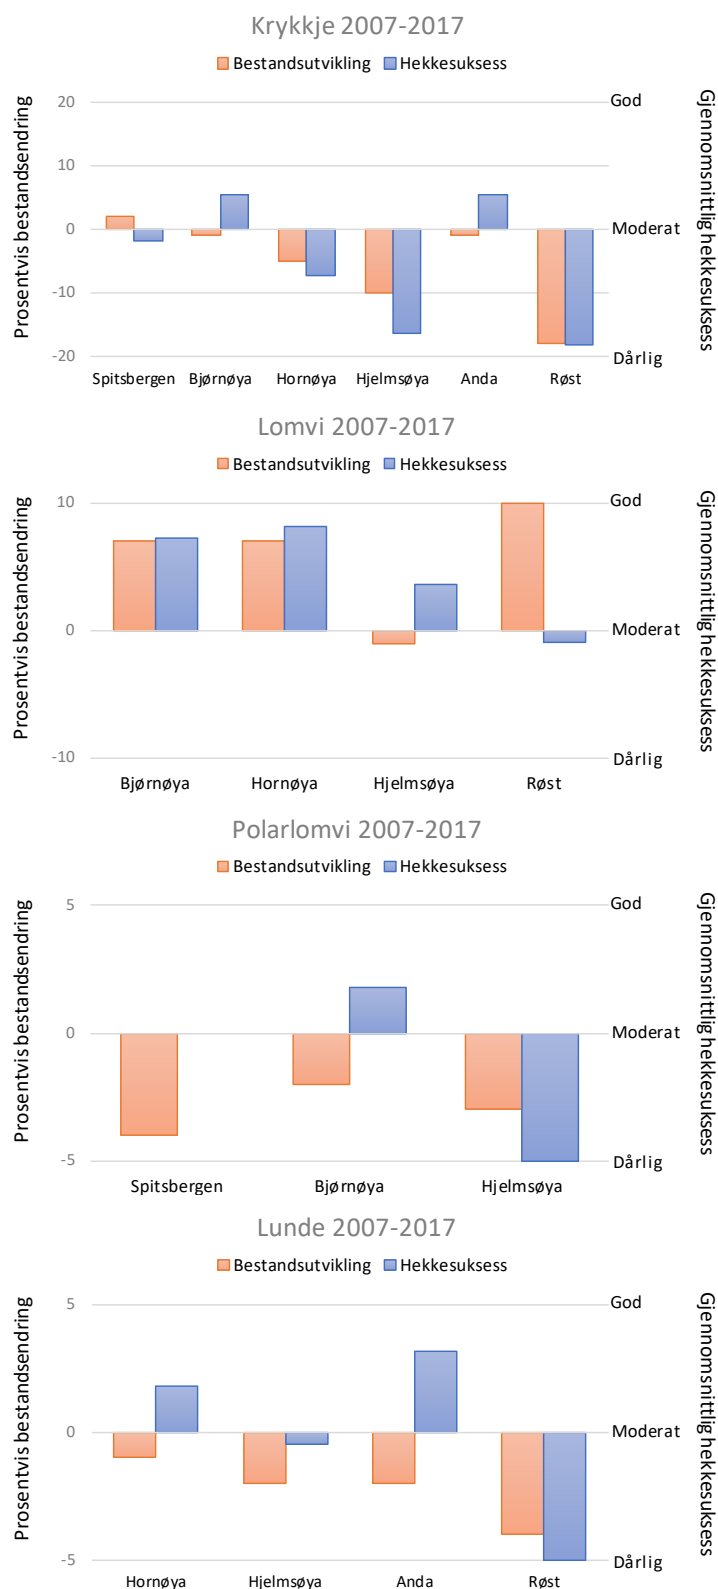 Krykkje 2007-2017
Bestandsutvikling Hekkesuksess
Prosentvis bestandsendring
Gjennomsnittlig hekkesuksess
20 God
10
0 Moderat
-10
-20 Dårlig
Spitsbergen Bjørnøya Hornøya Hjelmsøya Anda Røst
Lomvi 2007-2017
Bestandsutvikling Hekkesuksess
Prosentvis bestandsendring
Gjennomsnittlig hekkesuksess
10 God
0 Moderat
-10 Dårlig
Bjørnøya Hornøya Hjelmsøya Røst
Polarlomvi 2007-2017
Bestandsutvikling Hekkesuksess
Prosentvis bestandsendring
Gjennomsnittlig hekkesuksess
5 God
0 Moderat
-5 Dårlig
Spitsbergen Bjørnøya Hjelmsøya
Lunde 2007-2017
Bestandsutvikling Hekkesuksess
Prosentvis bestandsendring
Gjennomsnittlig hekkesuksess
5 God
0 Moderat
-5 Dårlig
Hornøya Hjelmsøya Anda Røst